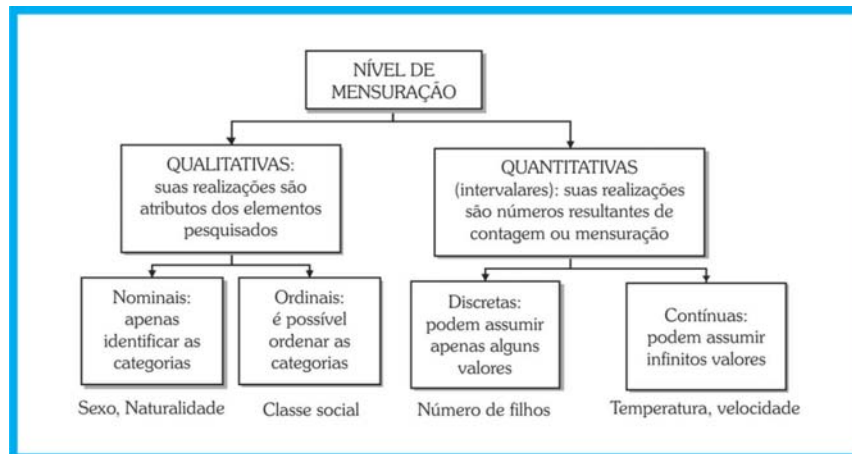 NÍVEL DE
MENSURAÇÃO
QUALITATIVAS:
suas realizações são
atributos dos elementos
pesquisados
QUANTITATIVAS
(intervalares): suas realizações
são números resultantes de
contagem ou mensuração
Nominais:
apenas
identificar as
categorias
Ordinais:
é possível
ordenar as
categorias
Discretas:
podem assumir
apenas alguns
valores
Contínuas:
podem assumir
infinitos valores
Sexo, Naturalidade
Classe social
Número de filhos
Temperatura, velocidade